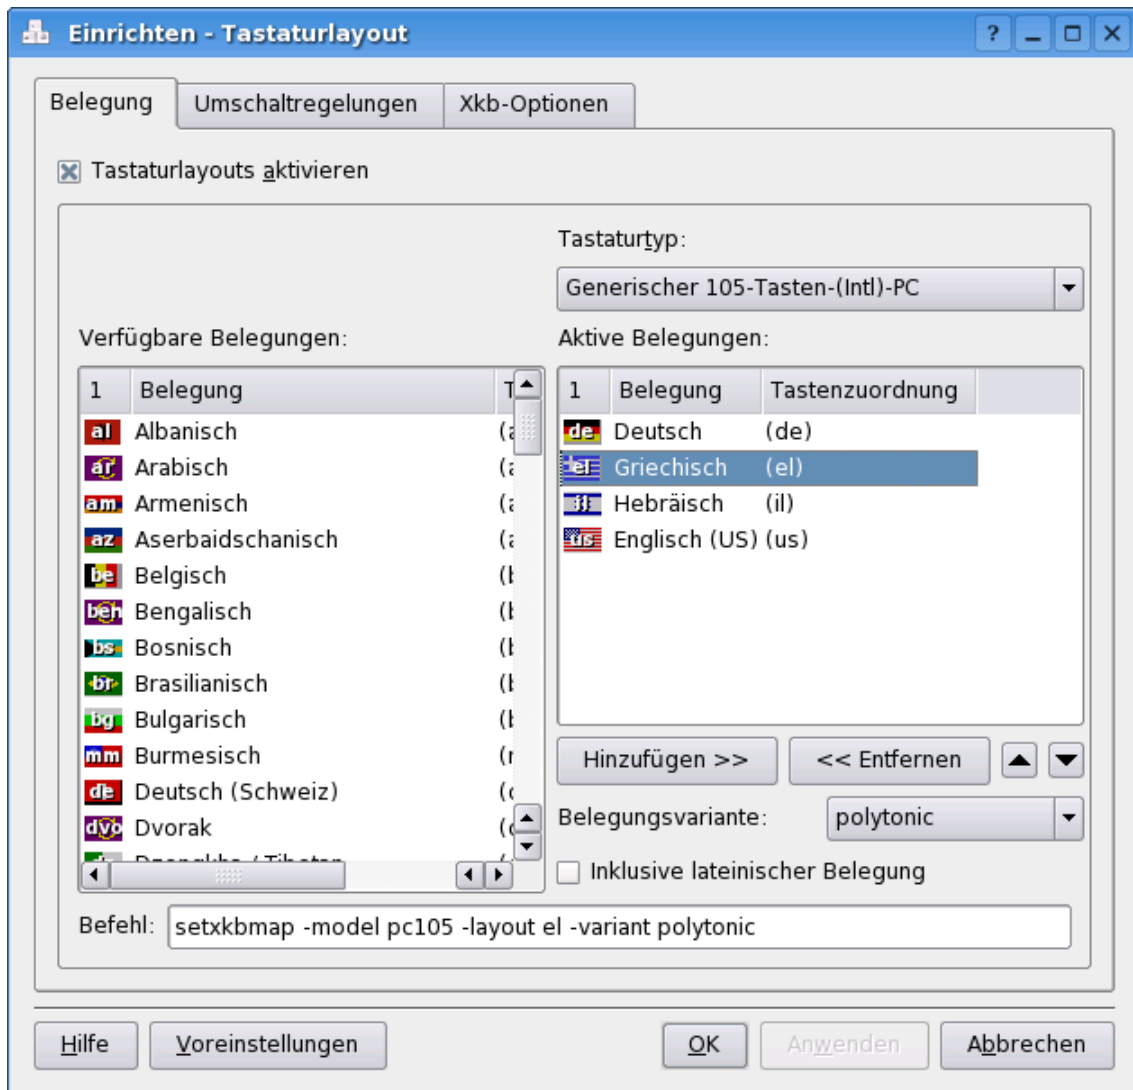 Einrichten - Tastaturlayout
?
Belegung Umschaltregelungen Xkb-Optionen
Tastaturlayouts aktivieren
Tastaturtyp:
Generischer 105-Tasten-(Intl)-PC
Verfügbare Belegungen:
1 Belegung T
al Albanisch (a
ar Arabisch (a
am Armenisch (a
az Aserbaidschanisch (a
be Belgisch (b
beh Bengalisch (b
bs Bosnisch (b
br Brasilianisch (b
bg Bulgarisch (b
mm Burmesisch (r
de Deutsch (Schweiz) (c
dvo Dvorak (c
Dzongkha / Tibetan
Aktive Belegungen:
1 Belegung Tastenzuordnung
de Deutsch (de)
el Griechisch (el)
il Hebräisch (il)
us Englisch (US) (us)
Hinzufügen >> << Entfernen
Belegungsvariante: polytonic
Inklusive lateinischer Belegung
Befehl: setxkbmap -model pc105 -layout el -variant polytonic
Hilfe Voreinstellungen OK Anwenden Abbrechen